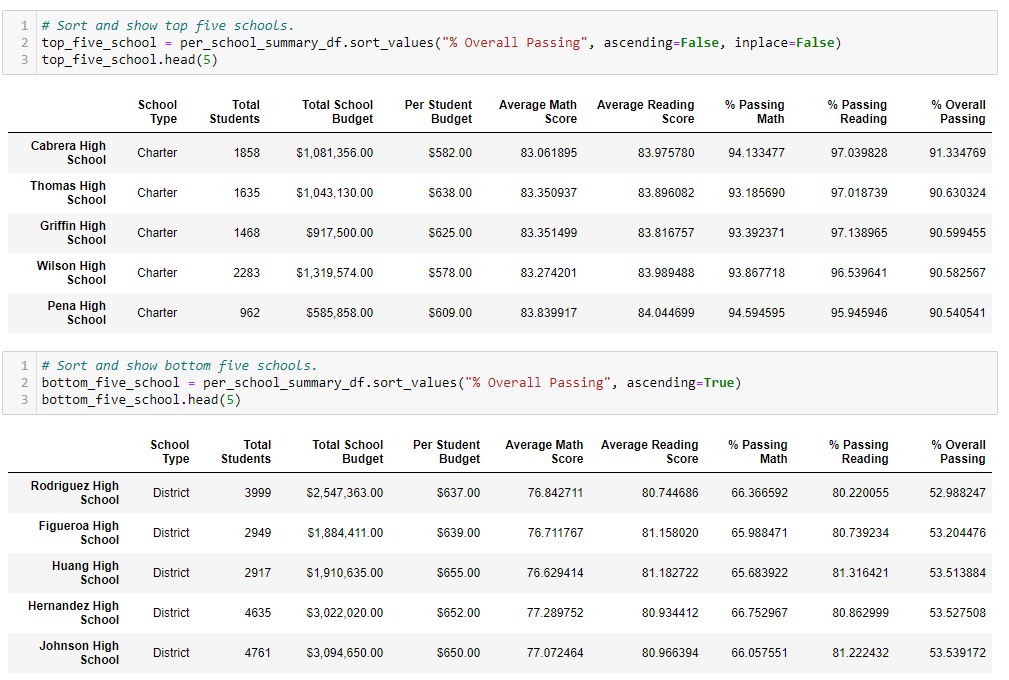 1 # Sort and show top five schools.
2 top_five_school = per_school_summary_df.sort_values("% Overall Passing", ascending=False, inplace=False)
3 top_five_school.head(5)
School Type Total Students Total School Budget Per Student Budget Average Math Score Average Reading Score % Passing Math % Passing Reading % Overall Passing
Cabrera High School Charter 1858 $1,081,356.00 $582.00 83.061895 83.975780 94.133477 97.039828 91.334769
Thomas High School Charter 1635 $1,043,130.00 $638.00 83.350937 83.896082 93.185690 97.018739 90.630324
Griffin High School Charter 1468 $917,500.00 $625.00 83.351499 83.816757 93.392371 97.138965 90.599455
Wilson High School Charter 2283 $1,319,574.00 $578.00 83.274201 83.989488 93.867718 96.539641 90.582567
Pena High School Charter 962 $585,858.00 $609.00 83.839917 84.044699 94.594595 95.945946 90.540541
1 # Sort and show bottom five schools.
2 bottom_five_school = per_school_summary_df.sort_values("% Overall Passing", ascending=True)
3 bottom_five_school.head(5)
School Type Total Students Total School Budget Per Student Budget Average Math Score Average Reading Score % Passing Math % Passing Reading % Overall Passing
Rodriguez High School District 3999 $2,547,363.00 $637.00 76.842711 80.744686 66.366592 80.220055 52.988247
Figueroa High School District 2949 $1,884,411.00 $639.00 76.711767 81.158020 65.988471 80.739234 53.204476
Huang High School District 2917 $1,910,635.00 $655.00 76.629414 81.182722 65.683922 81.316421 53.513884
Hernandez High School District 4635 $3,022,020.00 $652.00 77.289752 80.934412 66.752967 80.862999 53.527508
Johnson High School District 4761 $3,094,650.00 $650.00 77.072464 80.966394 66.057551 81.222432 53.539172